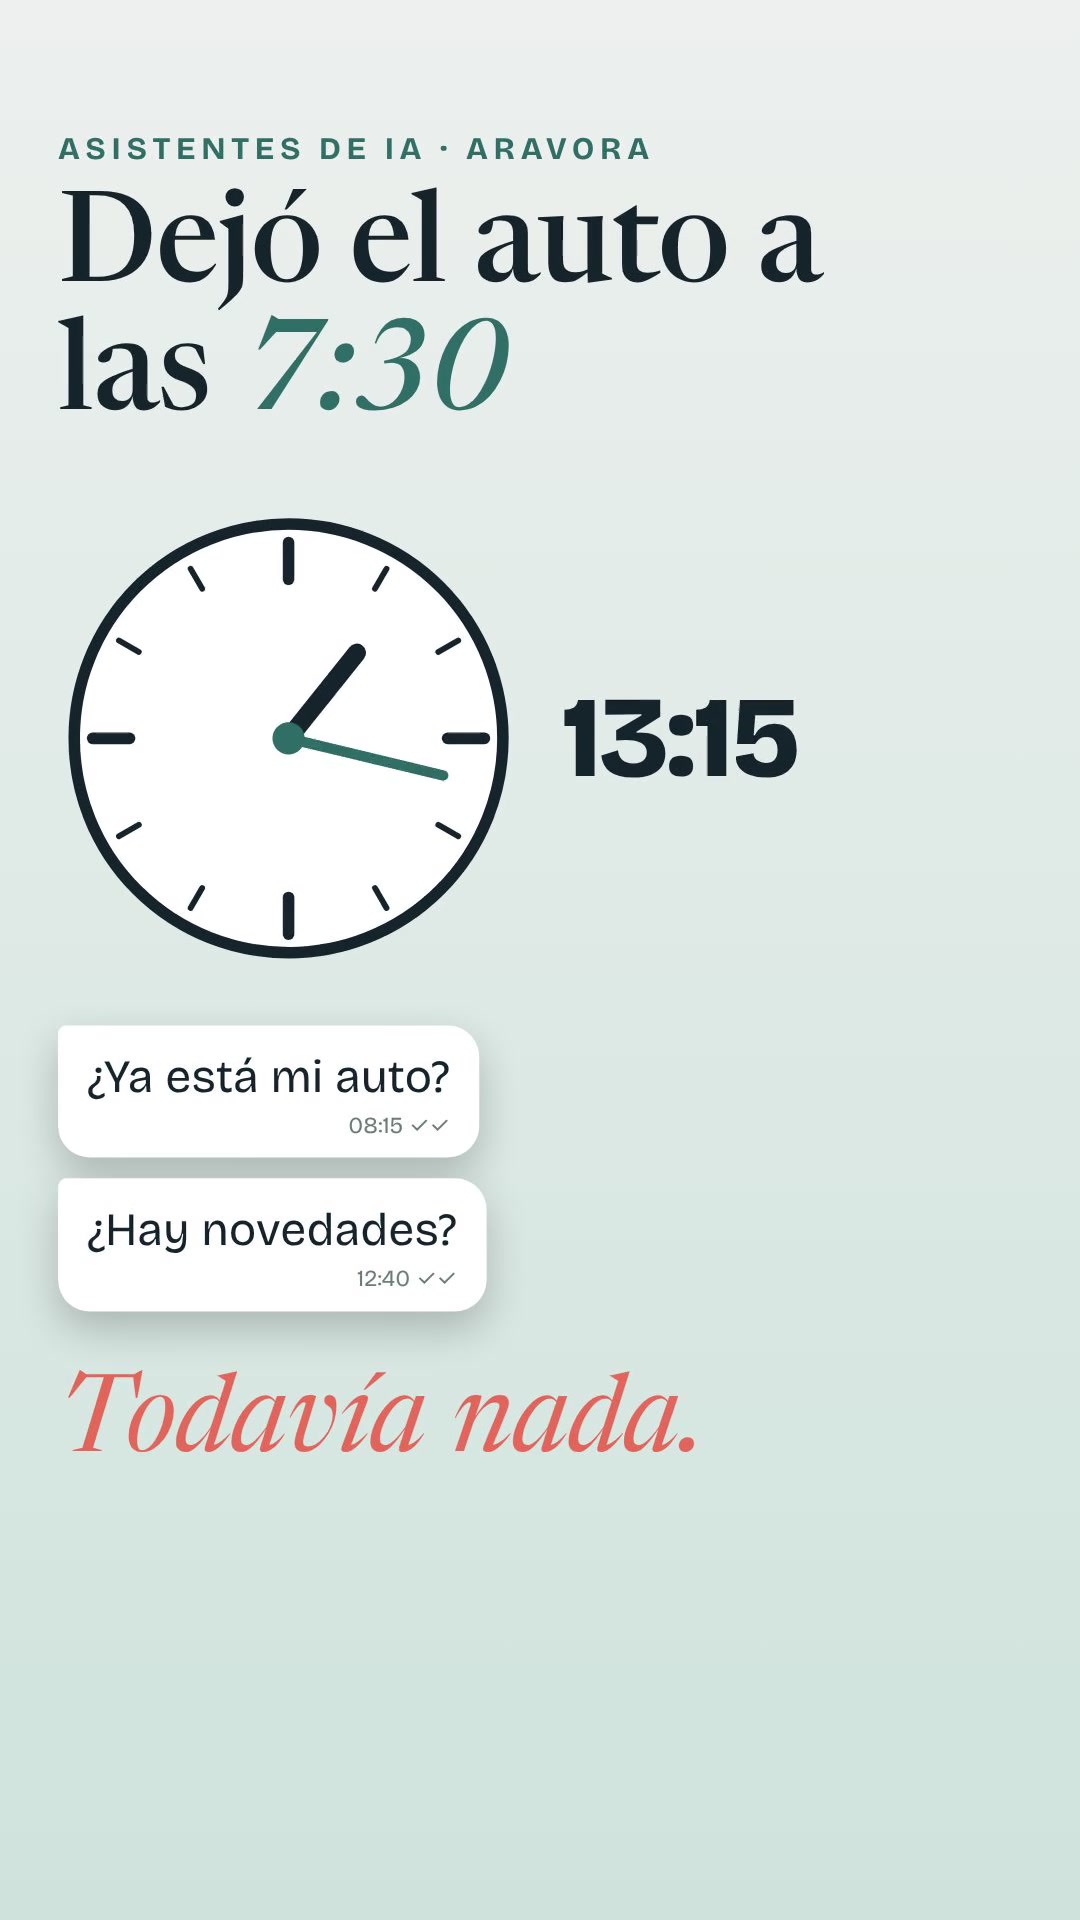 ASISTENTES DE IA · ARAVORA
Dejó el auto a
las 7:30
13:15
¿Ya está mi auto?
08:15 ✓✓
¿Hay novedades?
12:40 ✓✓
Todavía nada.